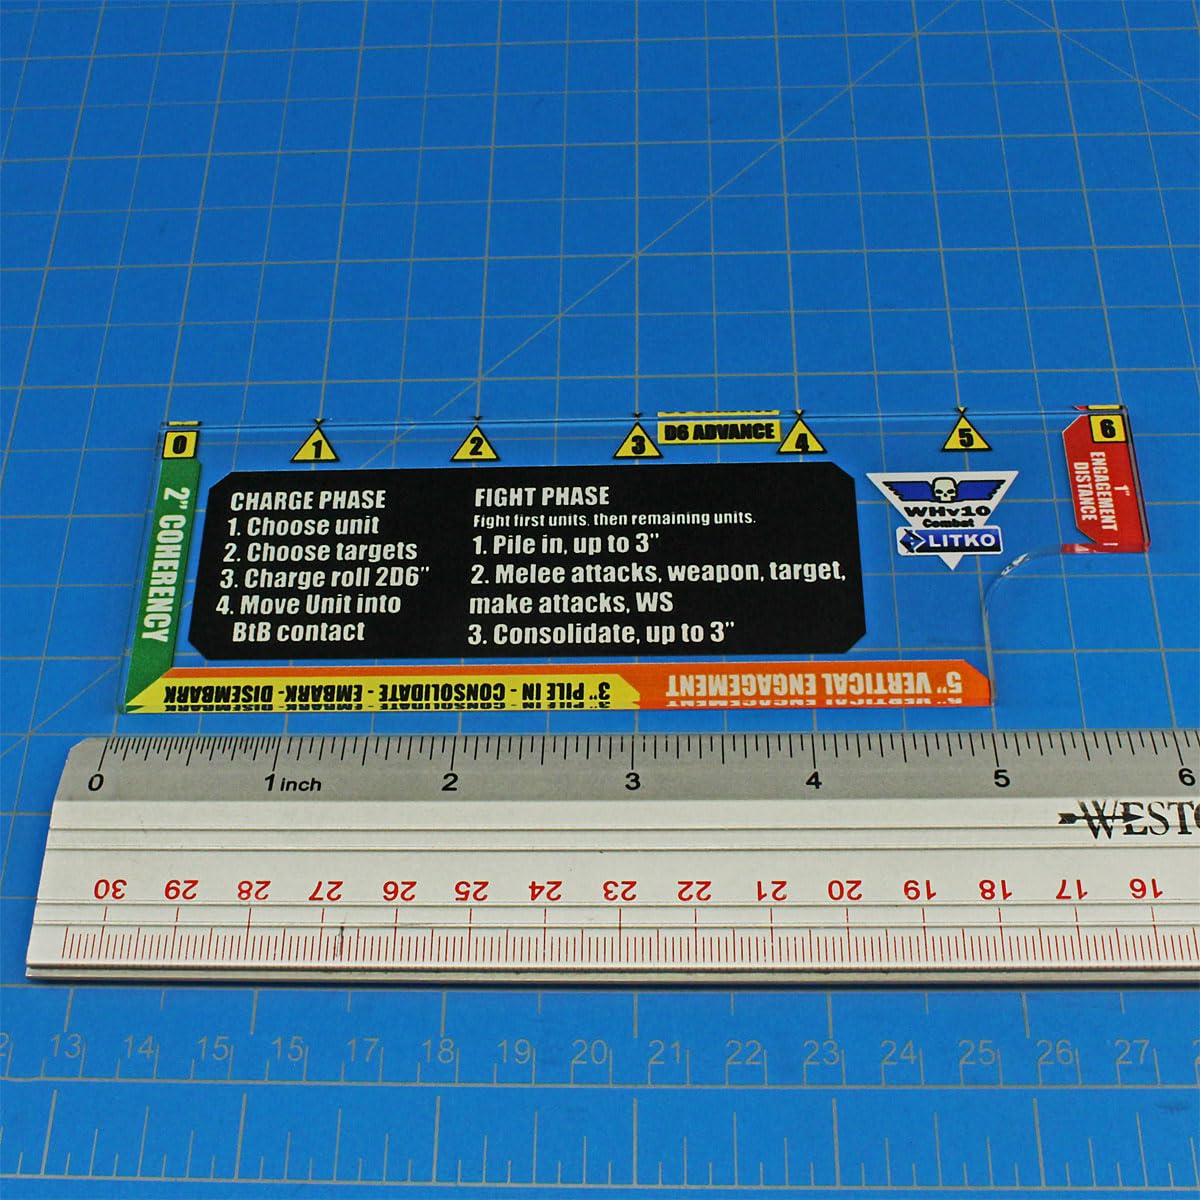 0 1 2 3 D6 ADVANCE 4 5 6
2" COHERENCY
CHARGE PHASE
1. Choose unit
2. Choose targets
3. Charge roll 2D6"
4. Move Unit into
BtB contact
FIGHT PHASE
Fight first units, then remaining units.
1. Pile in, up to 3"
2. Melee attacks, weapon, target,
make attacks, WS
3. Consolidate, up to 3"
WHv10
Combat
LITKO
1"
ENGAGEMENT
DISTANCE
3" PILE IN - CONSOLIDATE - EMBARK - DISEMBARK
5" VERTICAL ENGAGEMENT
0 1 inch 2 3 4 5 6
30 29 28 27 26 25 24 23 22 21 20 19 18 17 16
13 14 15 15 17 18 19 20 21 22 23 24 25 26 27